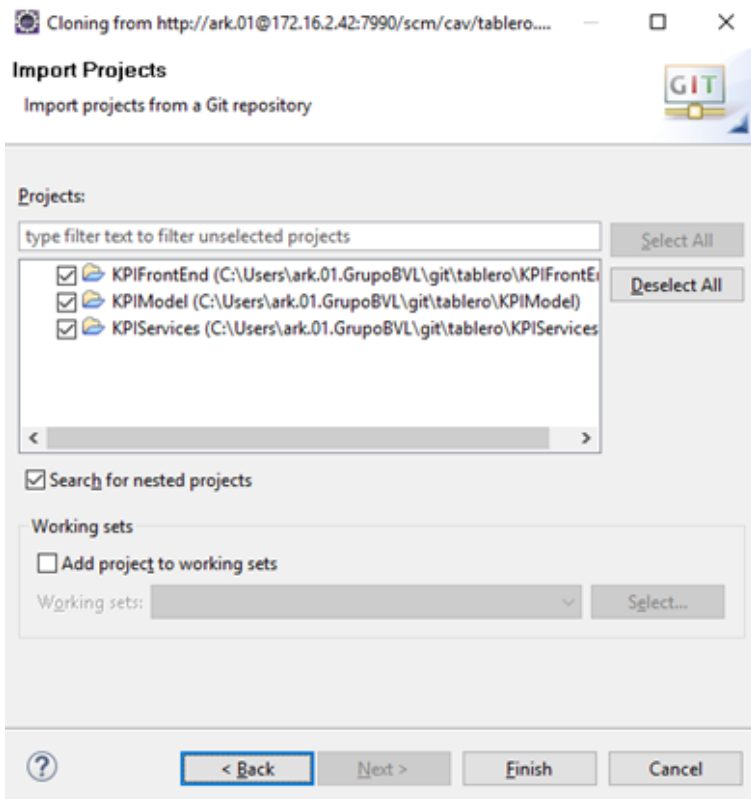 Cloning from http://ark.01@172.16.2.42:7990/scm/cav/tablero....
Import Projects
Import projects from a Git repository
GIT
Projects:
type filter text to filter unselected projects
Select All
KPIFrontEnd (C:\Users\ark.01.GrupoBVL\git\tablero\KPIFrontE
Deselect All
KPIModel (C:\Users\ark.01.GrupoBVL\git\tablero\KPIModel)
KPIServices (C:\Users\ark.01.GrupoBVL\git\tablero\KPIServices
Search for nested projects
Working sets
Add project to working sets
Working sets:
Select...
?
< Back
Next >
Finish
Cancel